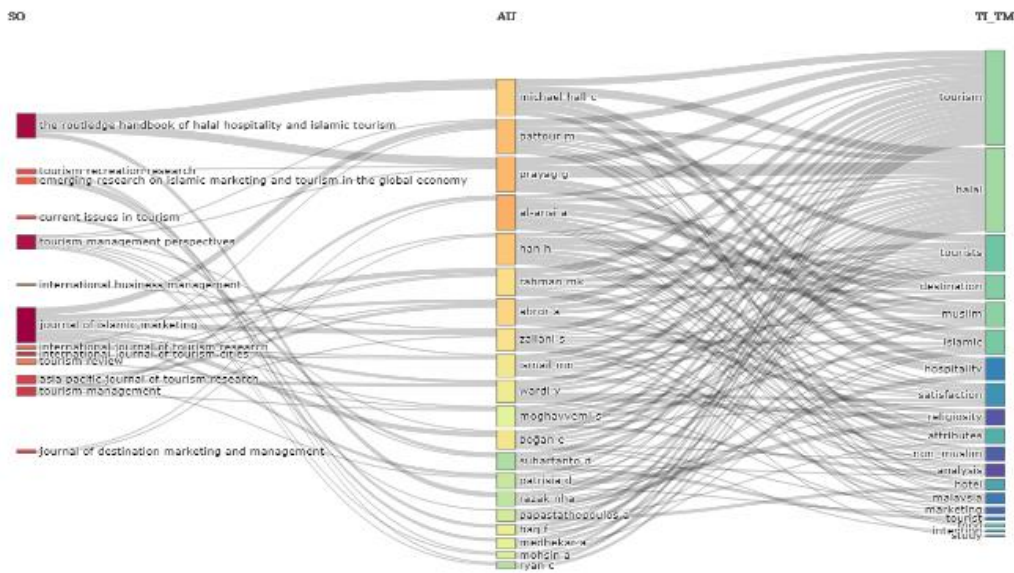 SO
AU
TI_TM
the routledge handbook of halal hospitality and islamic tourism
tourism recreation research
emerging research on islamic marketing and tourism in the global economy
current issues in tourism
tourism management perspectives
international business management
journal of islamic marketing
international journal of tourism research
international journal of tourism cities
tourism review
asia pacific journal of tourism research
tourism management
journal of destination marketing and management
michael hall c
battour m
prayag g
al-ansi a
han h
rahman mk
abror a
zailani s
ismail mn
wardi y
moghavvemi s
boğan e
suhartanto d
patrisia d
razak nha
papastathopoulos a
haq f
medhekar a
mohsin a
ryan c
tourism
halal
tourists
destination
muslim
islamic
hospitality
satisfaction
religiosity
attributes
non_muslim
analysis
hotel
malaysia
marketing
tourist
intention
study